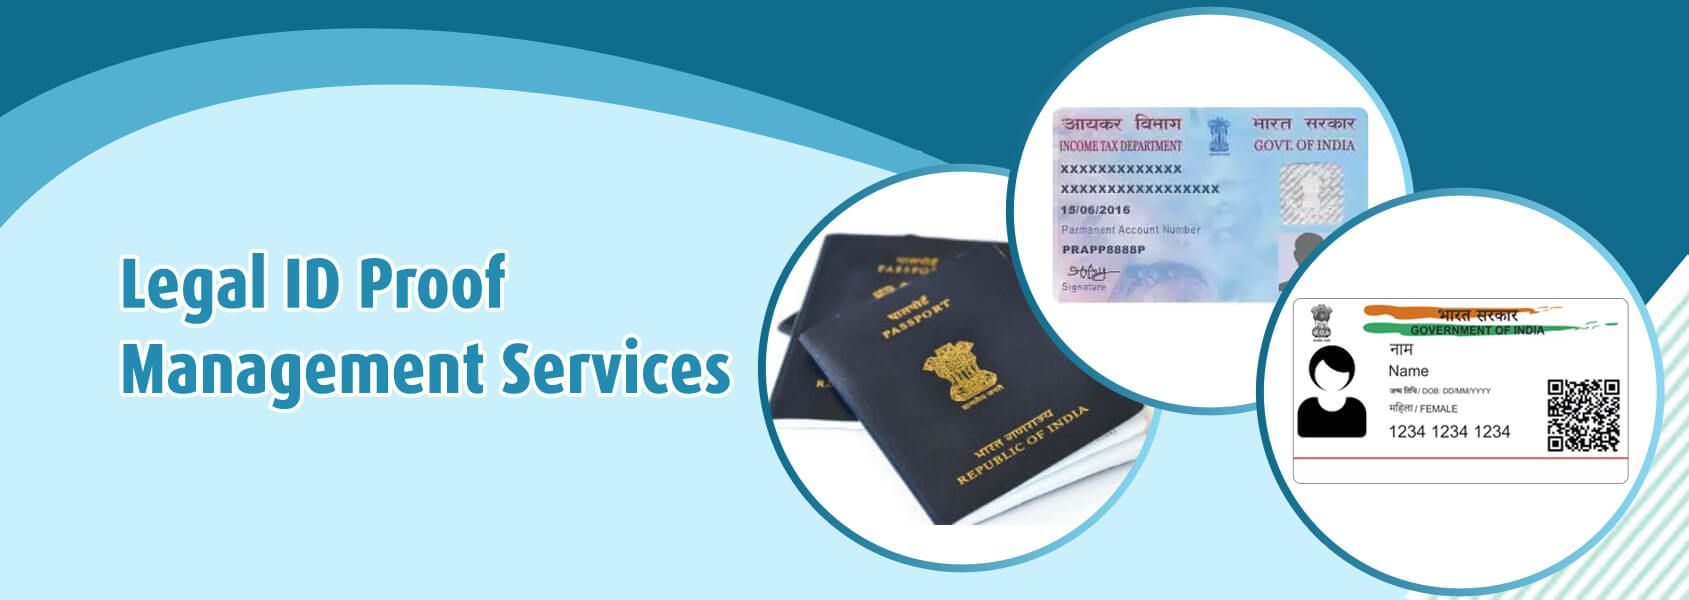 Legal ID Proof
Management Services
पासपोर्ट
PASSPORT
भारत गणराज्य
REPUBLIC OF INDIA
आयकर विभाग
भारत सरकार
INCOME TAX DEPARTMENT
GOVT. OF INDIA
XXXXXXXXXXXXX
XXXXXXXXXXXXXXXXX
15/06/2016
Parmanent Account Number
PRAPP8888P
Signature
भारत सरकार
GOVERNMENT OF INDIA
नाम
Name
जन्म तिथि / DOB: DD/MM/YYYY
महिला / FEMALE
1234 1234 1234